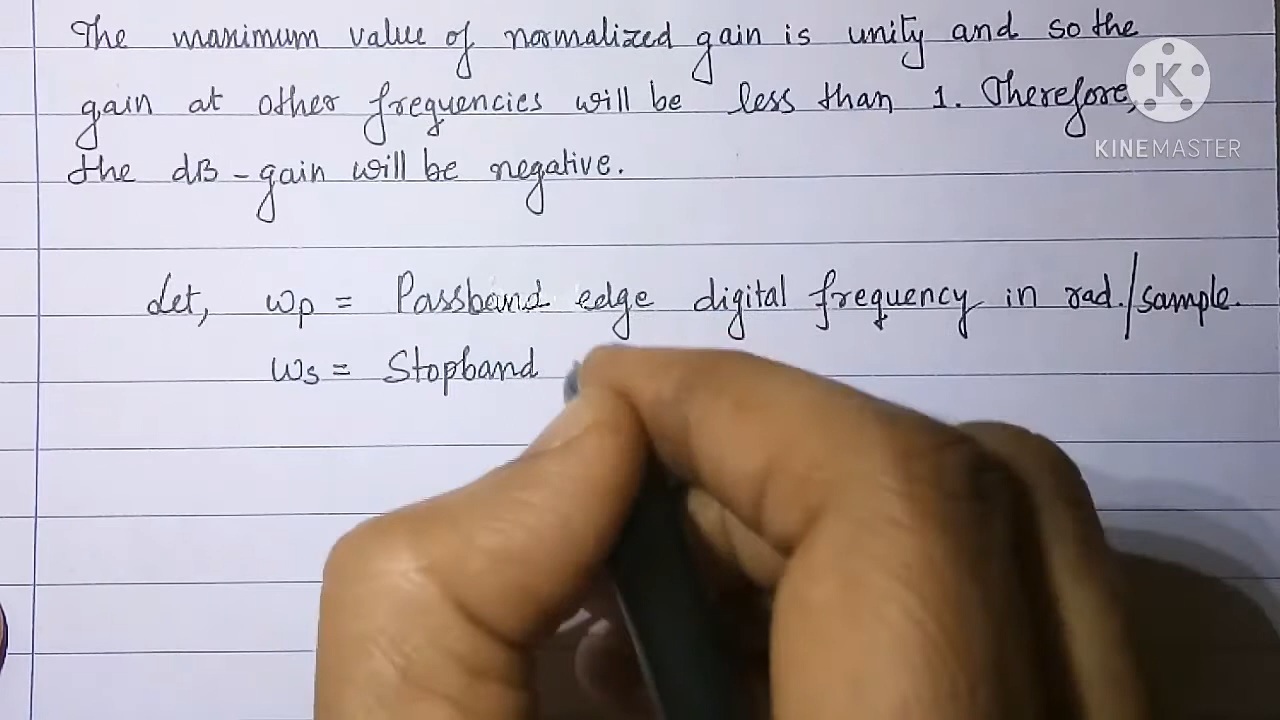 The maximum value of normalized gain is unity and so the
gain at other frequencies will be less than 1. Therefore,
the dB-gain will be negative.
Let, ωp = Passband edge digital frequency in rad./sample.
ωs = Stopband
K
KINEMASTER